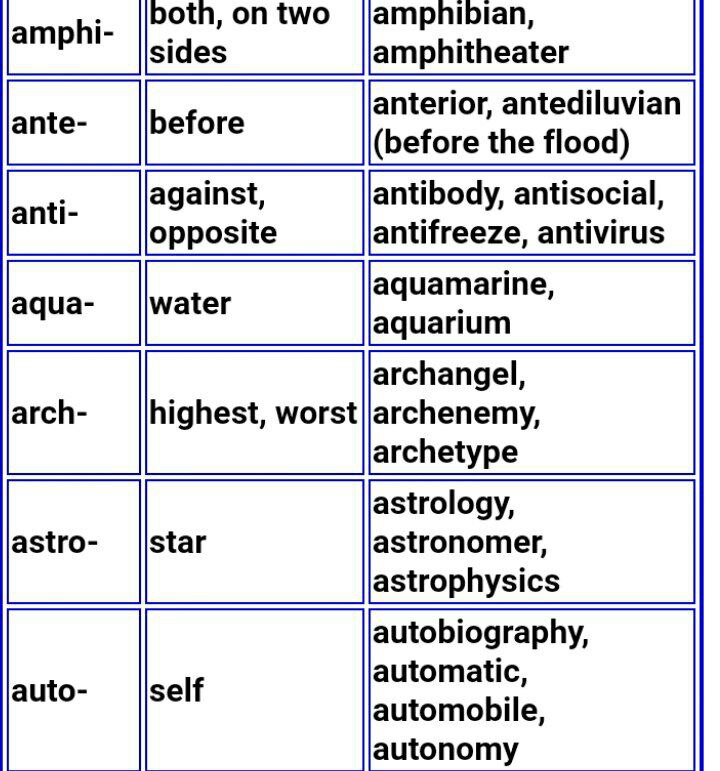 amphi-
both, on two
sides
amphibian,
amphitheater
ante-
before
anterior, antediluvian
(before the flood)
anti-
against,
opposite
antibody, antisocial,
antifreeze, antivirus
aqua-
water
aquamarine,
aquarium
arch-
highest, worst
archangel,
archenemy,
archetype
astro-
star
astrology,
astronomer,
astrophysics
auto-
self
autobiography,
automatic,
automobile,
autonomy